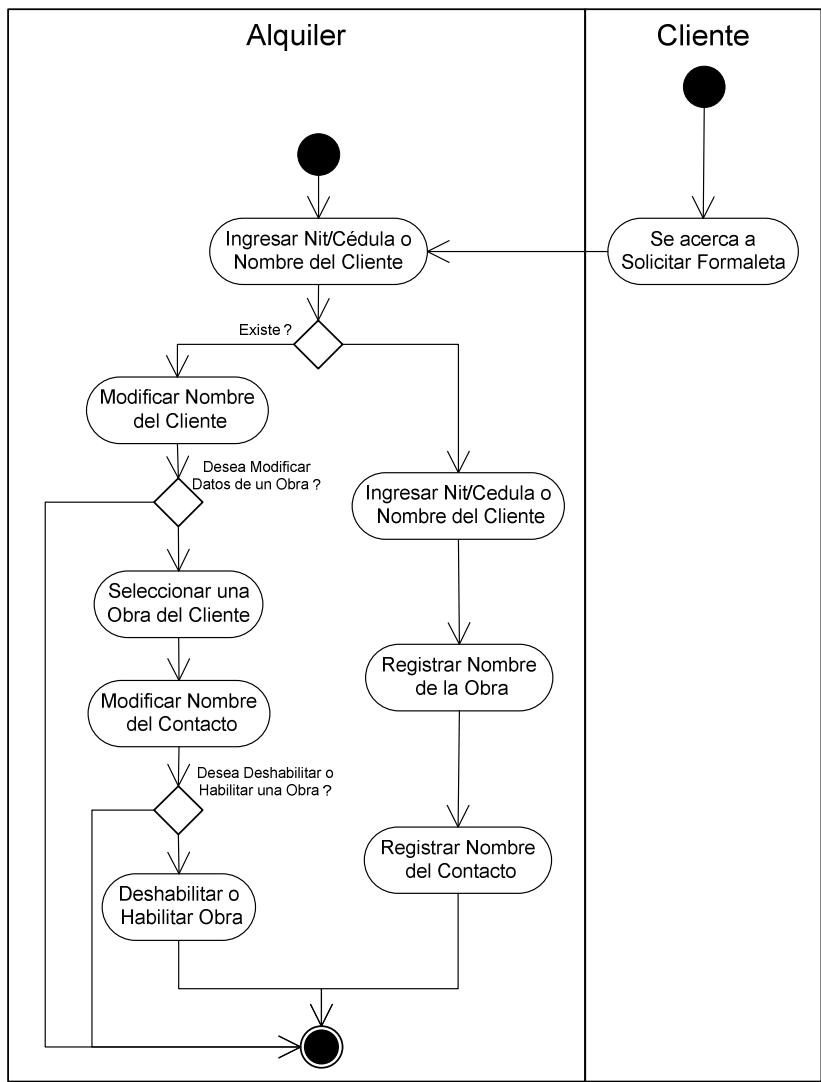 Alquiler
Cliente
Ingresar Nit/Cédula o
Nombre del Cliente
Se acerca a
Solicitar Formaleta
Existe ?
Modificar Nombre
del Cliente
Desea Modificar
Datos de un Obra ?
Ingresar Nit/Cedula o
Nombre del Cliente
Seleccionar una
Obra del Cliente
Registrar Nombre
de la Obra
Modificar Nombre
del Contacto
Desea Deshabilitar o
Habilitar una Obra ?
Registrar Nombre
del Contacto
Deshabilitar o
Habilitar Obra